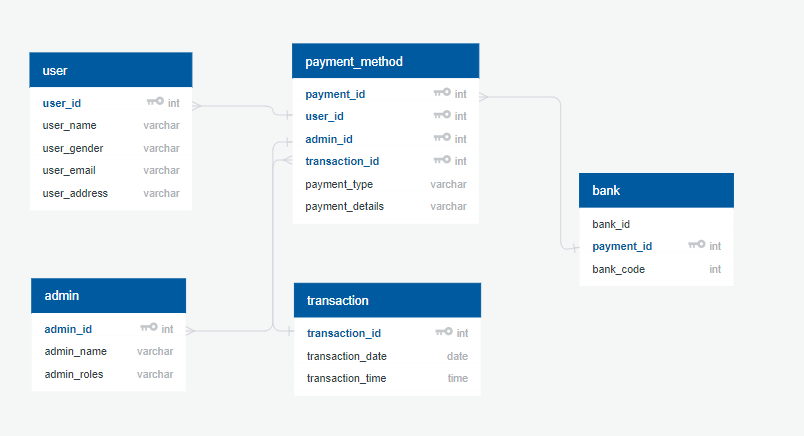 user
user_id int
user_name varchar
user_gender varchar
user_email varchar
user_address varchar
payment_method
payment_id int
user_id int
admin_id int
transaction_id int
payment_type varchar
payment_details varchar
bank
bank_id
payment_id int
bank_code int
admin
admin_id int
admin_name varchar
admin_roles varchar
transaction
transaction_id int
transaction_date date
transaction_time time